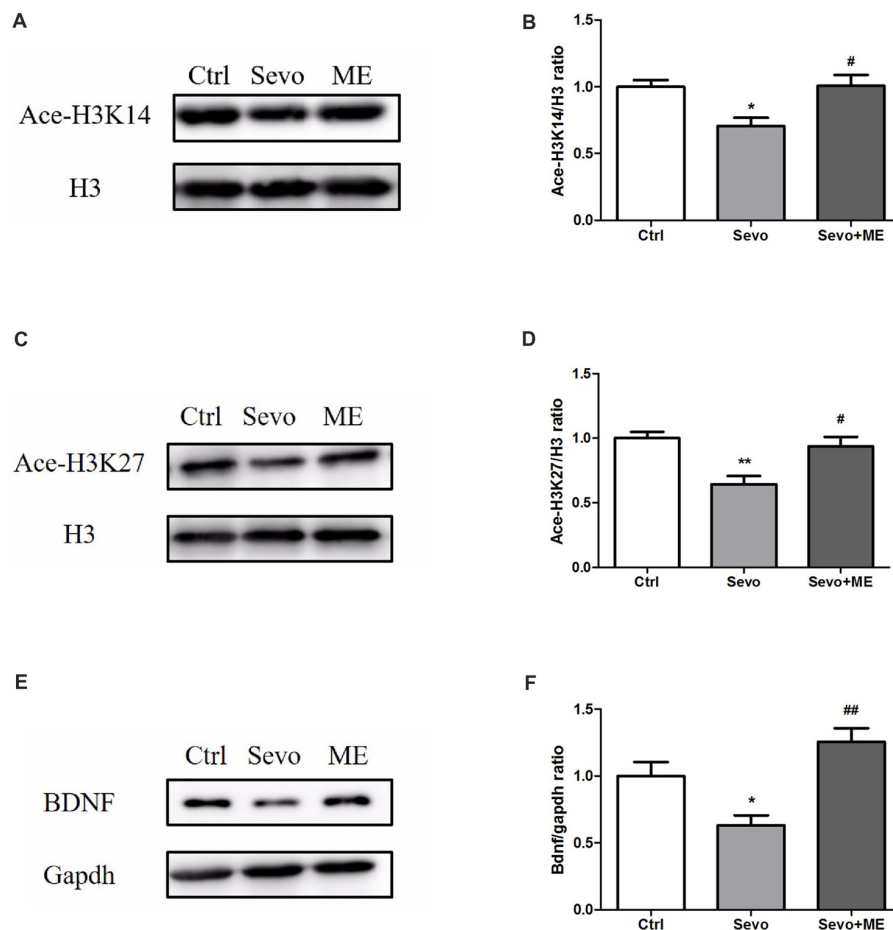 A
Ctrl Sevo ME
Ace-H3K14
H3
B
Ace-H3K14/H3 ratio
1.5
1.0
0.5
0.0
*
#
Ctrl Sevo Sevo+ME
C
Ctrl Sevo ME
Ace-H3K27
H3
D
Ace-H3K27/H3 ratio
1.5
1.0
0.5
0.0
**
#
Ctrl Sevo Sevo+ME
E
Ctrl Sevo ME
BDNF
Gapdh
F
Bdnf/gapdh ratio
1.5
1.0
0.5
0.0
*
##
Ctrl Sevo Sevo+ME